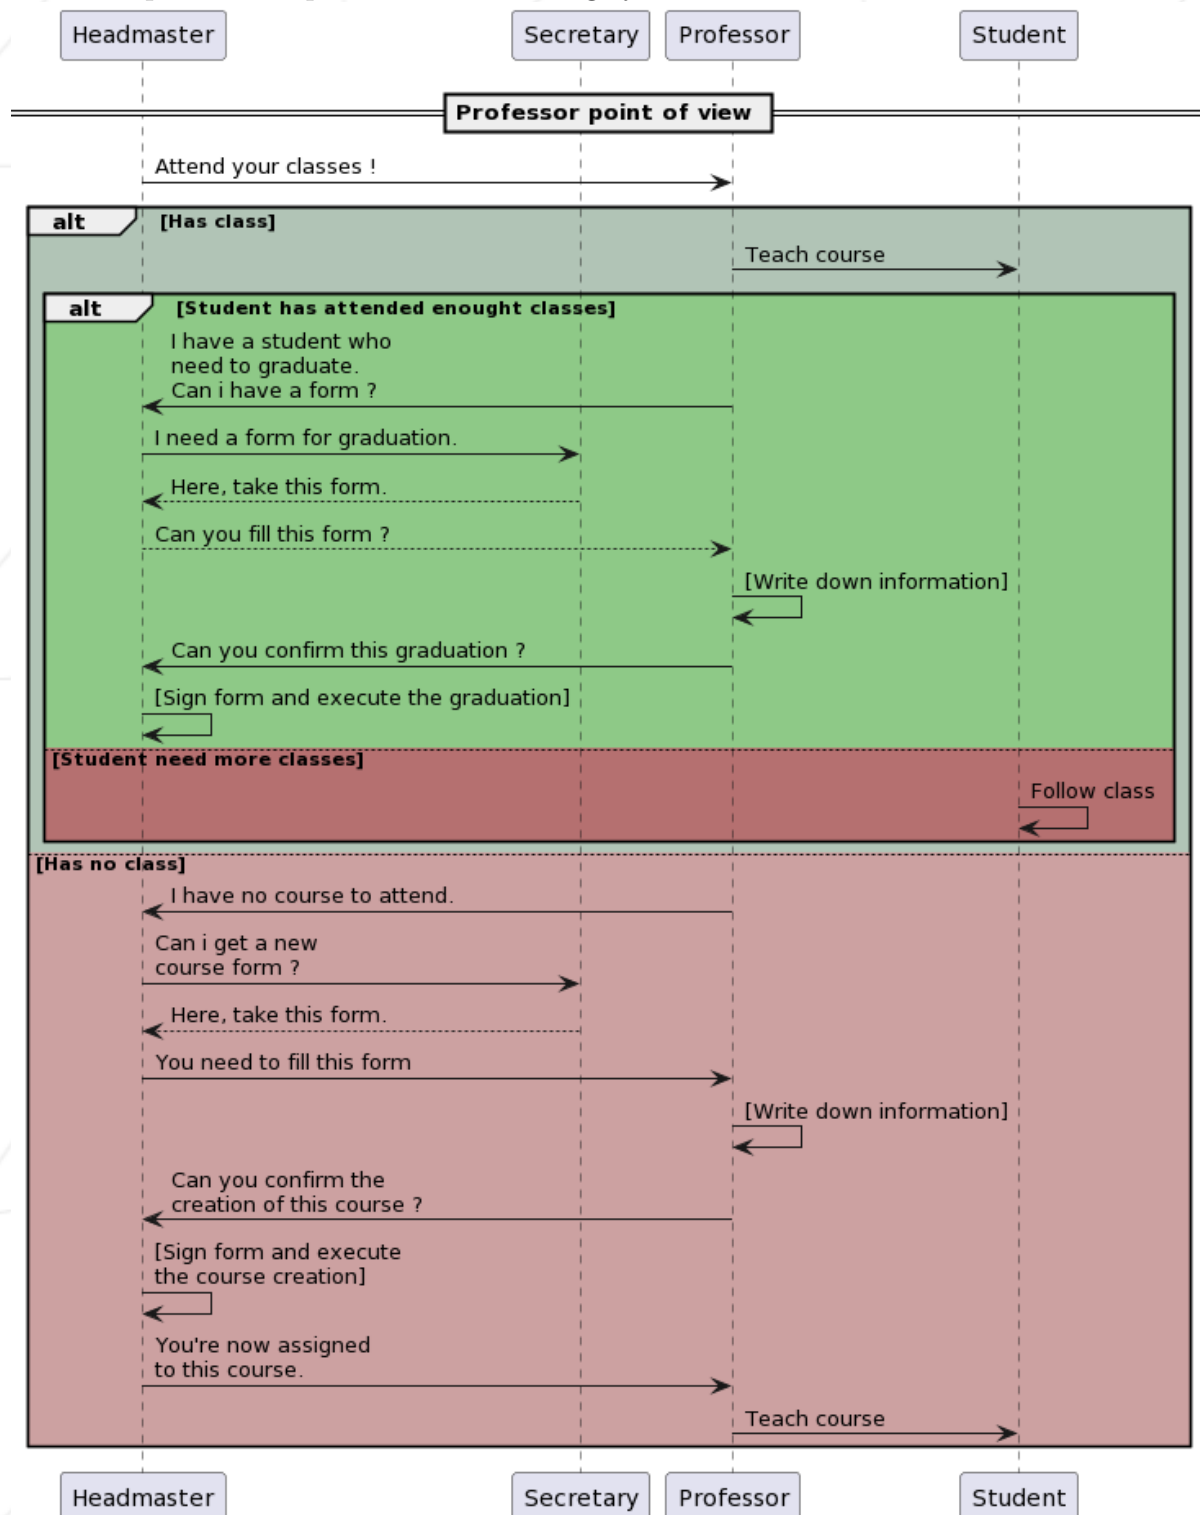 Headmaster Secretary Professor Student
Professor point of view
Attend your classes !
alt [Has class]
Teach course
alt [Student has attended enought classes]
I have a student who
need to graduate.
Can i have a form ?
I need a form for graduation.
Here, take this form.
Can you fill this form ?
[Write down information]
Can you confirm this graduation ?
[Sign form and execute the graduation]
[Student need more classes]
Follow class
[Has no class]
I have no course to attend.
Can i get a new
course form ?
Here, take this form.
You need to fill this form
[Write down information]
Can you confirm the
creation of this course ?
[Sign form and execute
the course creation]
You're now assigned
to this course.
Teach course
Headmaster Secretary Professor Student